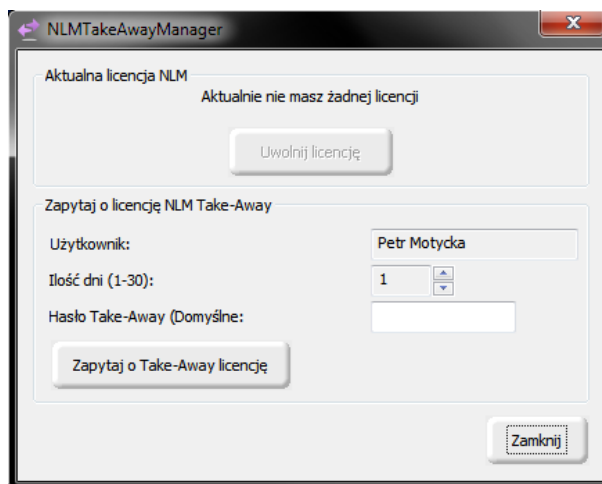 NLMTakeAwayManager
Aktualna licencja NLM
Aktualnie nie masz żadnej licencji
Uwolnij licencję
Zapytaj o licencję NLM Take-Away
Użytkownik: Petr Motycka
Ilość dni (1-30): 1
Hasło Take-Away (Domyślne:
Zapytaj o Take-Away licencję
Zamknij